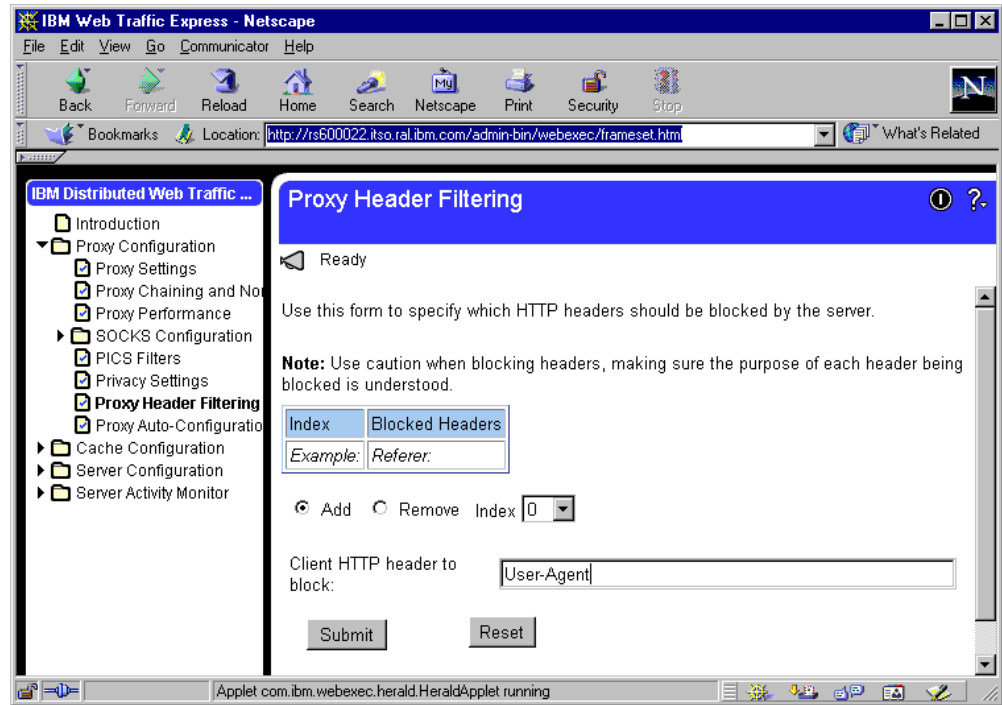 IBM Web Traffic Express - Netscape
File Edit View Go Communicator Help
Back Forward Reload Home Search Netscape Print Security Stop
My
N
Bookmarks Location: http://rs600022.itso.ral.ibm.com/admin-bin/webexec/frameset.html What's Related
IBM Distributed Web Traffic ...
Introduction
Proxy Configuration
Proxy Settings
Proxy Chaining and Nor
Proxy Performance
SOCKS Configuration
PICS Filters
Privacy Settings
Proxy Header Filtering
Proxy Auto-Configuratio
Cache Configuration
Server Configuration
Server Activity Monitor
Proxy Header Filtering
?
Ready
Use this form to specify which HTTP headers should be blocked by the server.
Note: Use caution when blocking headers, making sure the purpose of each header being
blocked is understood.
Index Blocked Headers
Example: Referer:
Add Remove Index 0
Client HTTP header to
block:
User-Agent
Submit Reset
Applet com.ibm.webexec.herald.HeraldApplet running